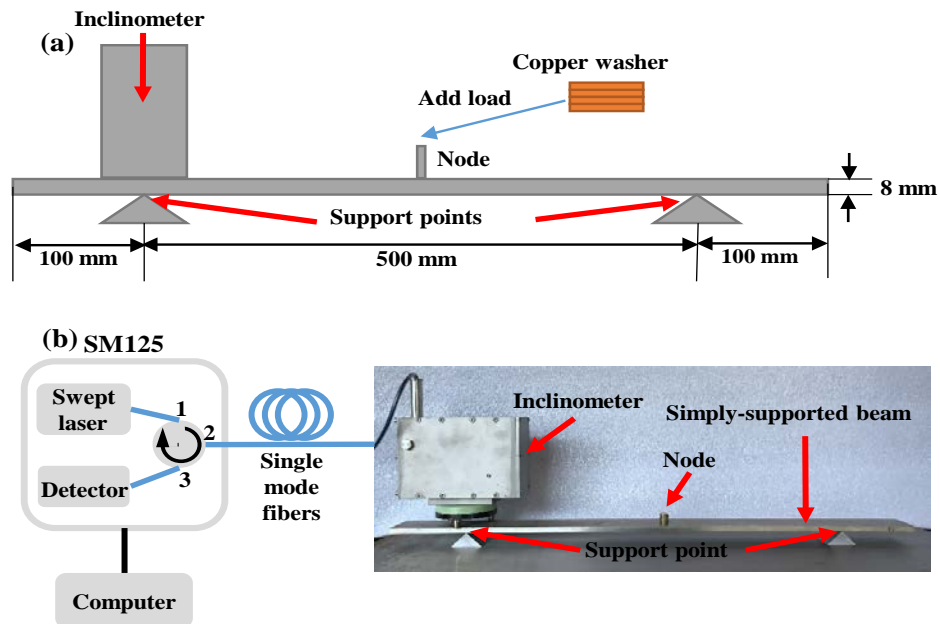 Inclinometer
(a)
Copper washer
Add load
Node
8 mm
Support points
100 mm
500 mm
100 mm
(b) SM125
Swept
laser
1
2
3
Detector
Single
mode
fibers
Computer
Inclinometer
Simply-supported beam
Node
Support point